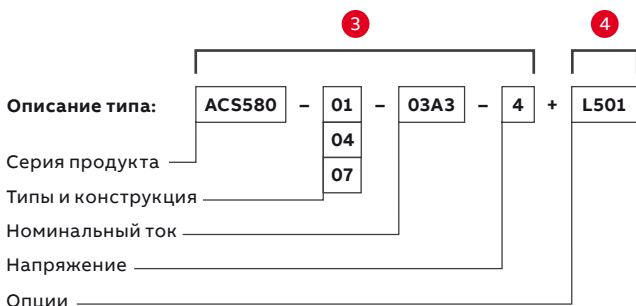 3 4
Описание типа: ACS580 – 01 – 03A3 – 4 + L501
04
07
Серия продукта
Типы и конструкция
Номинальный ток
Напряжение
Опции